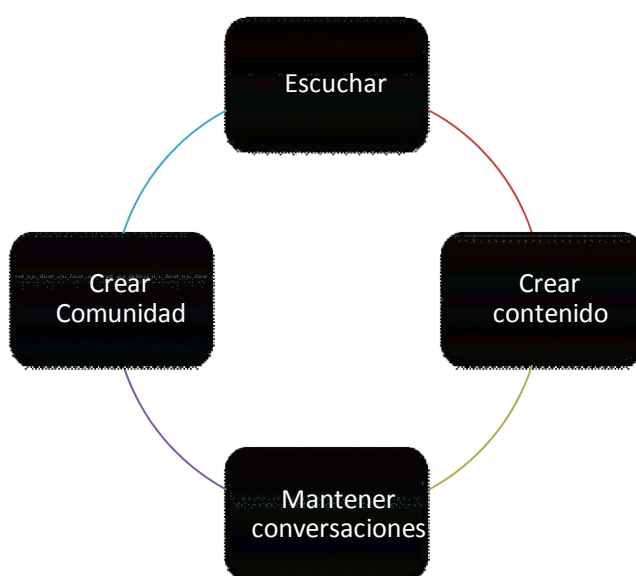 Escuchar
Crear
contenido
Mantener
conversaciones
Crear
Comunidad